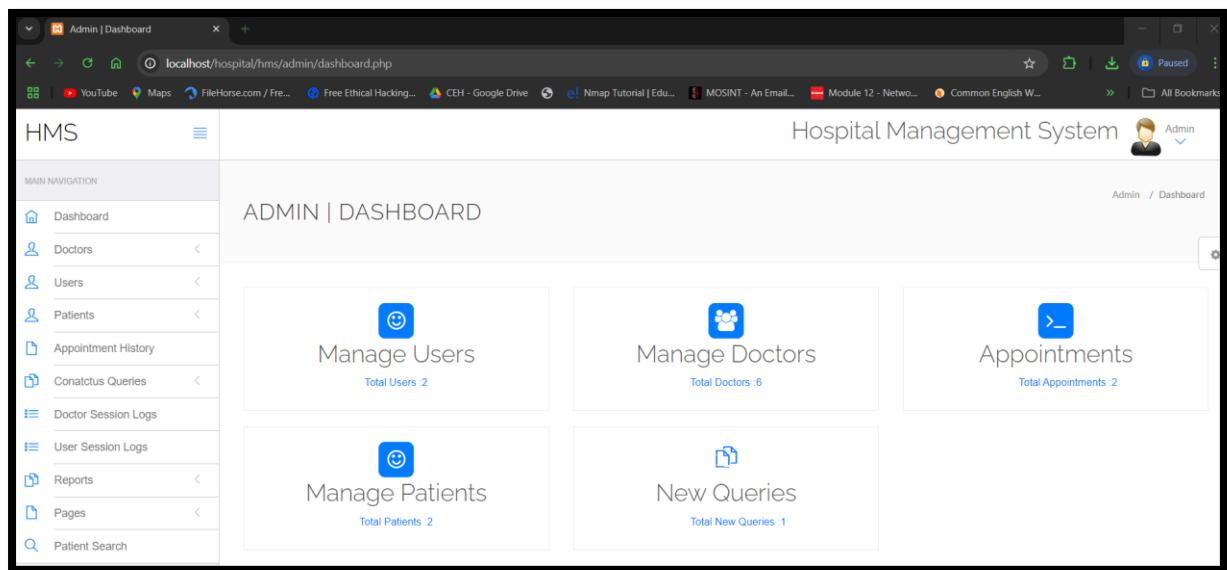 Admin | Dashboard
localhost/hospital/hms/admin/dashboard.php
Paused
YouTube Maps FileHorse.com / Fre... Free Ethical Hacking... CEH - Google Drive Nmap Tutorial | Edu... MOSINT - An Email... Module 12 - Netwo... Common English W... » All Bookmarks
HMS
Hospital Management System
Admin
MAIN NAVIGATION
Dashboard
Doctors
Users
Patients
Appointment History
Conatctus Queries
Doctor Session Logs
User Session Logs
Reports
Pages
Patient Search
ADMIN | DASHBOARD
Admin / Dashboard
Manage Users
Total Users :2
Manage Doctors
Total Doctors :6
Appointments
Total Appointments :2
Manage Patients
Total Patients :2
New Queries
Total New Queries :1